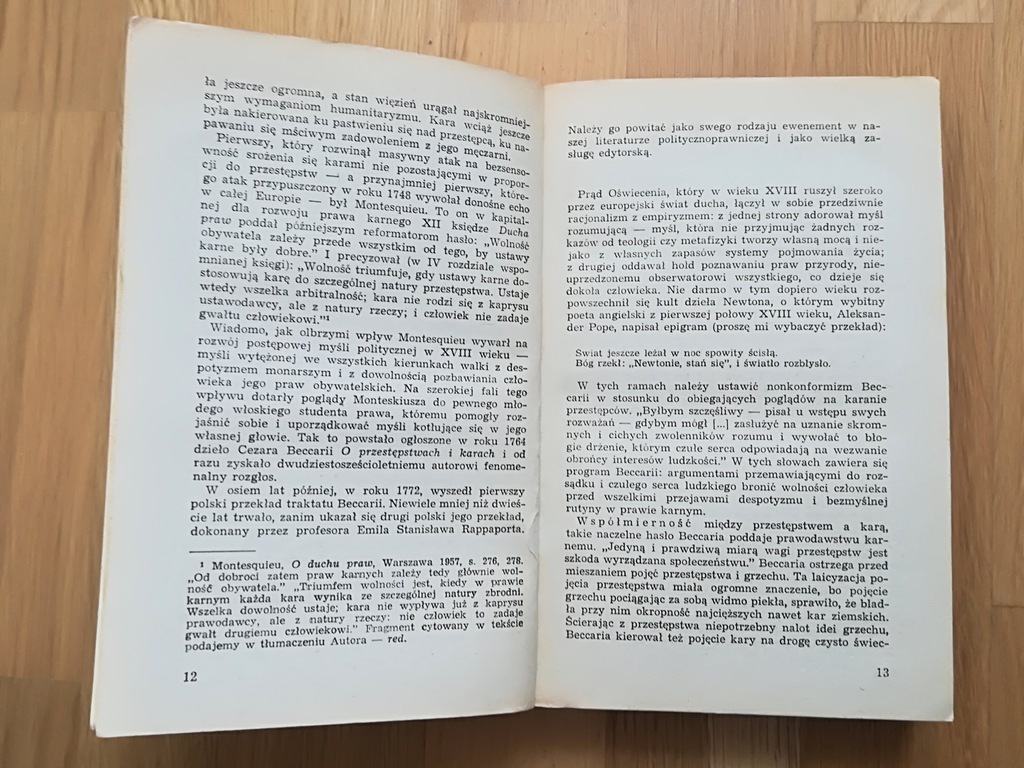 ła jeszcze ogromna, a stan więzień urągał najskromniej-
szym wymaganiom humanitaryzmu. Kara wciąż jeszcze
była nakierowana ku pastwieniu się nad przestępcą, ku na-
pawaniu się mściwym zadowoleniem z jego męczarni.
Pierwszy, który rozwinął masywny atak na bezsenso-
wność srożenia się karami nie pozostającymi w propor-
cji do przestępstw — a przynajmniej pierwszy, które-
go atak przypuszczony w roku 1748 wywołał donośne echo
w całej Europie — był Montesquieu. To on w kapital-
nej dla rozwoju prawa karnego XII księdze Ducha
praw poddał późniejszym reformatorom hasło: „Wolność
obywatela zależy przede wszystkim od tego, by ustawy
karne były dobre.” I precyzował (w IV rozdziale wspo-
mnianej księgi): „Wolność triumfuje, gdy ustawy karne do-
stosowują karę do szczególnej natury przestępstwa. Ustaje
wtedy wszelka arbitralność; kara nie rodzi się z kaprysu
ustawodawcy, ale z natury rzeczy; i człowiek nie zadaje
gwałtu człowiekowi.”¹
Wiadomo, jak olbrzymi wpływ Montesquieu wywarł na
rozwój postępowej myśli politycznej w XVIII wieku —
myśli wytężonej we wszystkich kierunkach walki z des-
potyzmem monarszym i z dowolnością pozbawiania czło-
wieka jego praw obywatelskich. Na szerokiej fali tego
wpływu dotarły poglądy Monteskiusza do pewnego mło-
dego włoskiego studenta prawa, któremu pomogły roz-
jaśnić sobie i uporządkować myśli kotłujące się w jego
własnej głowie. Tak to powstało ogłoszone w roku 1764
dzieło Cezara Beccarii O przestępstwach i karach i od
razu zyskało dwudziestosześcioletniemu autorowi fenome-
nalny rozgłos.
W osiem lat później, w roku 1772, wyszedł pierwszy
polski przekład traktatu Beccarii. Niewiele mniej niż dwieś-
cie lat trwało, zanim ukazał się drugi polski jego przekład,
dokonany przez profesora Emila Stanisława Rappaporta.
¹ Montesquieu, O duchu praw, Warszawa 1957, s. 276, 278.
„Od dobroci zatem praw karnych zależy tedy głównie wol-
ność obywatela.” „Triumfem wolności jest, kiedy w prawie
karnym każda kara wynika ze szczególnej natury zbrodni.
Wszelka dowolność ustaje; kara nie wypływa już z kaprysu
prawodawcy, ale z natury rzeczy: nie człowiek to zadaje
gwałt drugiemu człowiekowi.” Fragment cytowany w tekście
podajemy w tłumaczeniu Autora — red.
12
Należy go powitać jako swego rodzaju ewenement w na-
szej literaturze politycznoprawniczej i jako wielką za-
sługę edytorską.
Prąd Oświecenia, który w wieku XVIII ruszył szeroko
przez europejski świat ducha, łączył w sobie przedziwnie
racjonalizm z empiryzmem: z jednej strony adorował myśl
rozumującą — myśl, która nie przyjmując żadnych roz-
kazów od teologii czy metafizyki tworzy własną mocą i nie-
jako z własnych zapasów systemy pojmowania życia;
z drugiej oddawał hołd poznawaniu praw przyrody, nie-
uprzedzonemu obserwatorowi wszystkiego, co dzieje się
dokoła człowieka. Nie darmo w tym dopiero wieku roz-
powszechnił się kult dzieła Newtona, o którym wybitny
poeta angielski z pierwszej połowy XVIII wieku, Aleksan-
der Pope, napisał epigram (proszę mi wybaczyć przekład):
Świat jeszcze leżał w noc spowity ścisłą.
Bóg rzekł: „Newtonie, stań się”, i światło rozbłysło.
W tych ramach należy ustawić nonkonformizm Bec-
carii w stosunku do obiegających poglądów na karanie
przestępców. „Byłbym szczęśliwy — pisał u wstępu swych
rozważań — gdybym mógł [...] zasłużyć na uznanie skrom-
nych i cichych zwolenników rozumu i wywołać to bło-
gie drżenie, którym czułe serca odpowiadają na wezwanie
obrońcy interesów ludzkości.” W tych słowach zawiera się
program Beccarii: argumentami przemawiającymi do roz-
sądku i czułego serca ludzkiego bronić wolności człowieka
przed wszelkimi przejawami despotyzmu i bezmyślnej
rutyny w prawie karnym.
Współmierność między przestępstwem a karą,
takie naczelne hasło Beccaria poddaje prawodawstwu kar-
nemu. „Jedyną i prawdziwą miarą wagi przestępstw jest
szkoda wyrządzana społeczeństwu.” Beccaria ostrzega przed
mieszaniem pojęć przestępstwa i grzechu. Ta laicyzacja po-
jęcia przestępstwa miała ogromne znaczenie, bo pojęcie
grzechu pociągając za sobą widmo piekła, sprawiło, że blad-
ła przy nim okropność najcięższych nawet kar ziemskich.
Ścierając z przestępstwa niepotrzebny nalot idei grzechu,
Beccaria kierował też pojęcie kary na drogę czysto świec-
13